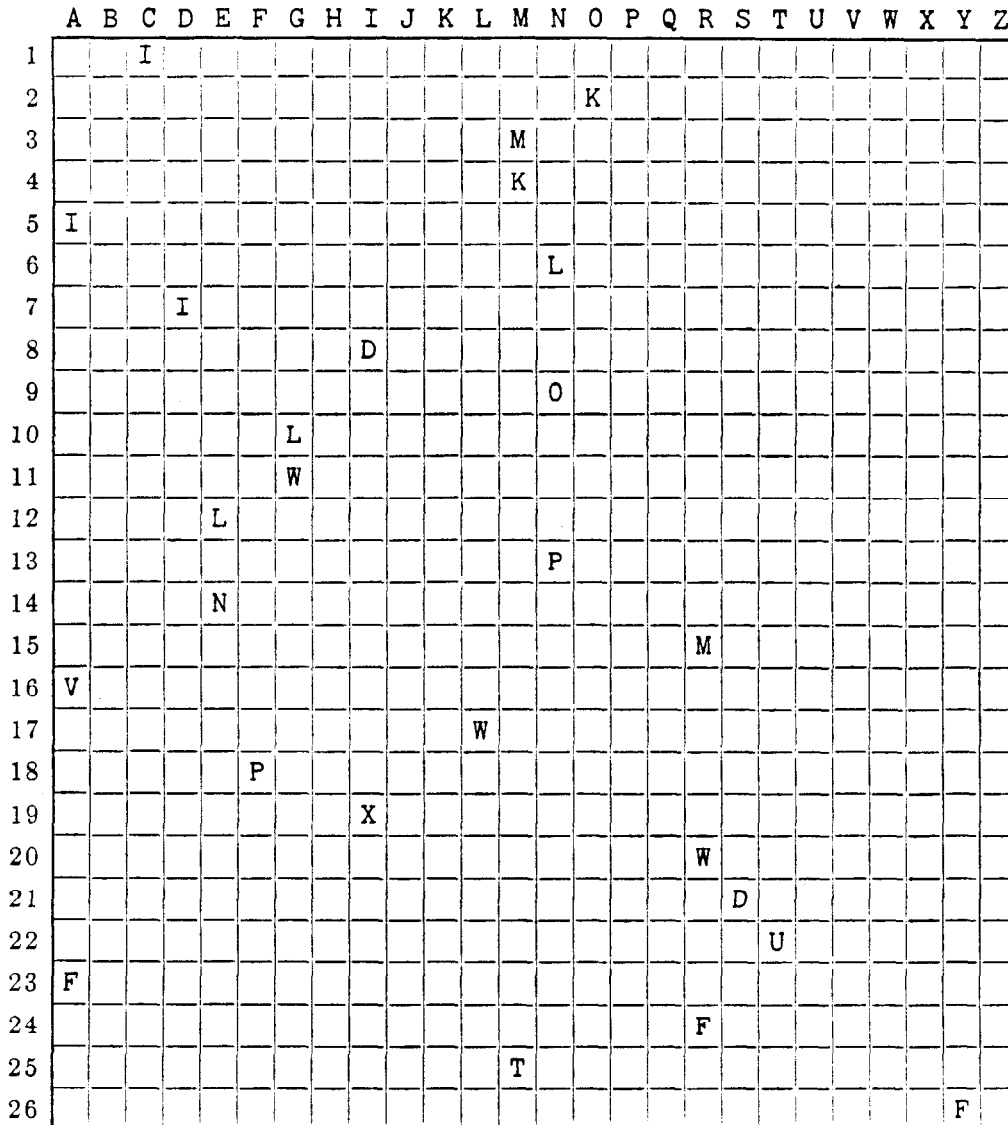 A B C D E F G H I J K L M N O P Q R S T U V W X Y Z
1 I
2 K
3 M
4 K
5 I
6 L
7 I
8 D
9 O
10 L
11 W
12 L
13 P
14 N
15 M
16 V
17 W
18 P
19 X
20 W
21 D
22 U
23 F
24 F
25 T
26 F